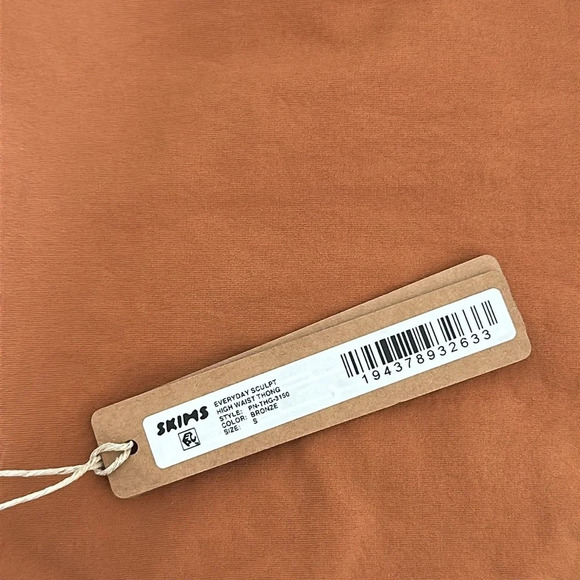 SKIMS
EVERYDAY SCULPT
HIGH WAIST THONG
STYLE: PN-THG-3150
COLOR: BRONZE
SIZE: S
194378932633